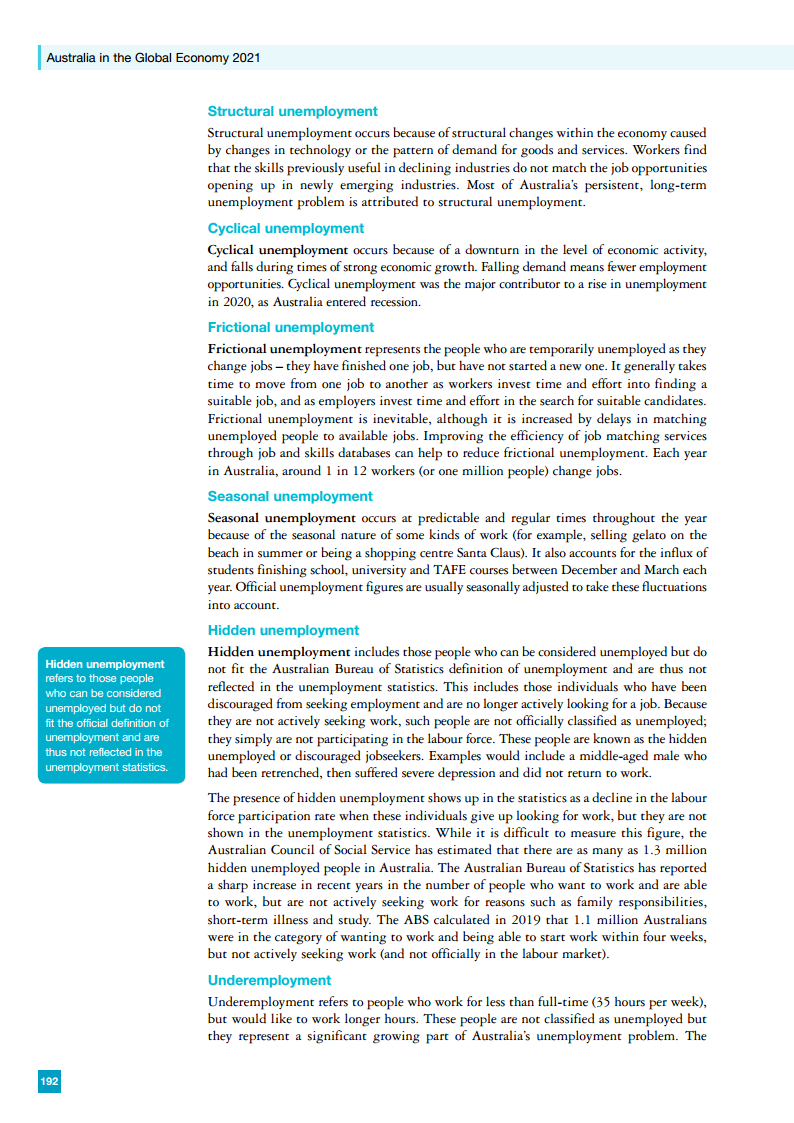 Australia in the Global Economy 2021
Structural unemployment
Structural unemployment occurs because of structural changes within the economy caused
by changes in technology or the pattern of demand for goods and services. Workers find
that the skills previously useful in declining industries do not match the job opportunities
opening up in newly emerging industries. Most of Australia’s persistent, long-term
unemployment problem is attributed to structural unemployment.
Cyclical unemployment
Cyclical unemployment occurs because of a downturn in the level of economic activity,
and falls during times of strong economic growth. Falling demand means fewer employment
opportunities. Cyclical unemployment was the major contributor to a rise in unemployment
in 2020, as Australia entered recession.
Frictional unemployment
Frictional unemployment represents the people who are temporarily unemployed as they
change jobs – they have finished one job, but have not started a new one. It generally takes
time to move from one job to another as workers invest time and effort into finding a
suitable job, and as employers invest time and effort in the search for suitable candidates.
Frictional unemployment is inevitable, although it is increased by delays in matching
unemployed people to available jobs. Improving the efficiency of job matching services
through job and skills databases can help to reduce frictional unemployment. Each year
in Australia, around 1 in 12 workers (or one million people) change jobs.
Seasonal unemployment
Seasonal unemployment occurs at predictable and regular times throughout the year
because of the seasonal nature of some kinds of work (for example, selling gelato on the
beach in summer or being a shopping centre Santa Claus). It also accounts for the influx of
students finishing school, university and TAFE courses between December and March each
year. Official unemployment figures are usually seasonally adjusted to take these fluctuations
into account.
Hidden unemployment
Hidden unemployment includes those people who can be considered unemployed but do
not fit the Australian Bureau of Statistics definition of unemployment and are thus not
reflected in the unemployment statistics. This includes those individuals who have been
discouraged from seeking employment and are no longer actively looking for a job. Because
they are not actively seeking work, such people are not officially classified as unemployed;
they simply are not participating in the labour force. These people are known as the hidden
unemployed or discouraged jobseekers. Examples would include a middle-aged male who
had been retrenched, then suffered severe depression and did not return to work.
Hidden unemployment
refers to those people
who can be considered
unemployed but do not
fit the official definition of
unemployment and are
thus not reflected in the
unemployment statistics.
The presence of hidden unemployment shows up in the statistics as a decline in the labour
force participation rate when these individuals give up looking for work, but they are not
shown in the unemployment statistics. While it is difficult to measure this figure, the
Australian Council of Social Service has estimated that there are as many as 1.3 million
hidden unemployed people in Australia. The Australian Bureau of Statistics has reported
a sharp increase in recent years in the number of people who want to work and are able
to work, but are not actively seeking work for reasons such as family responsibilities,
short-term illness and study. The ABS calculated in 2019 that 1.1 million Australians
were in the category of wanting to work and being able to start work within four weeks,
but not actively seeking work (and not officially in the labour market).
Underemployment
Underemployment refers to people who work for less than full-time (35 hours per week),
but would like to work longer hours. These people are not classified as unemployed but
they represent a significant growing part of Australia’s unemployment problem. The
192